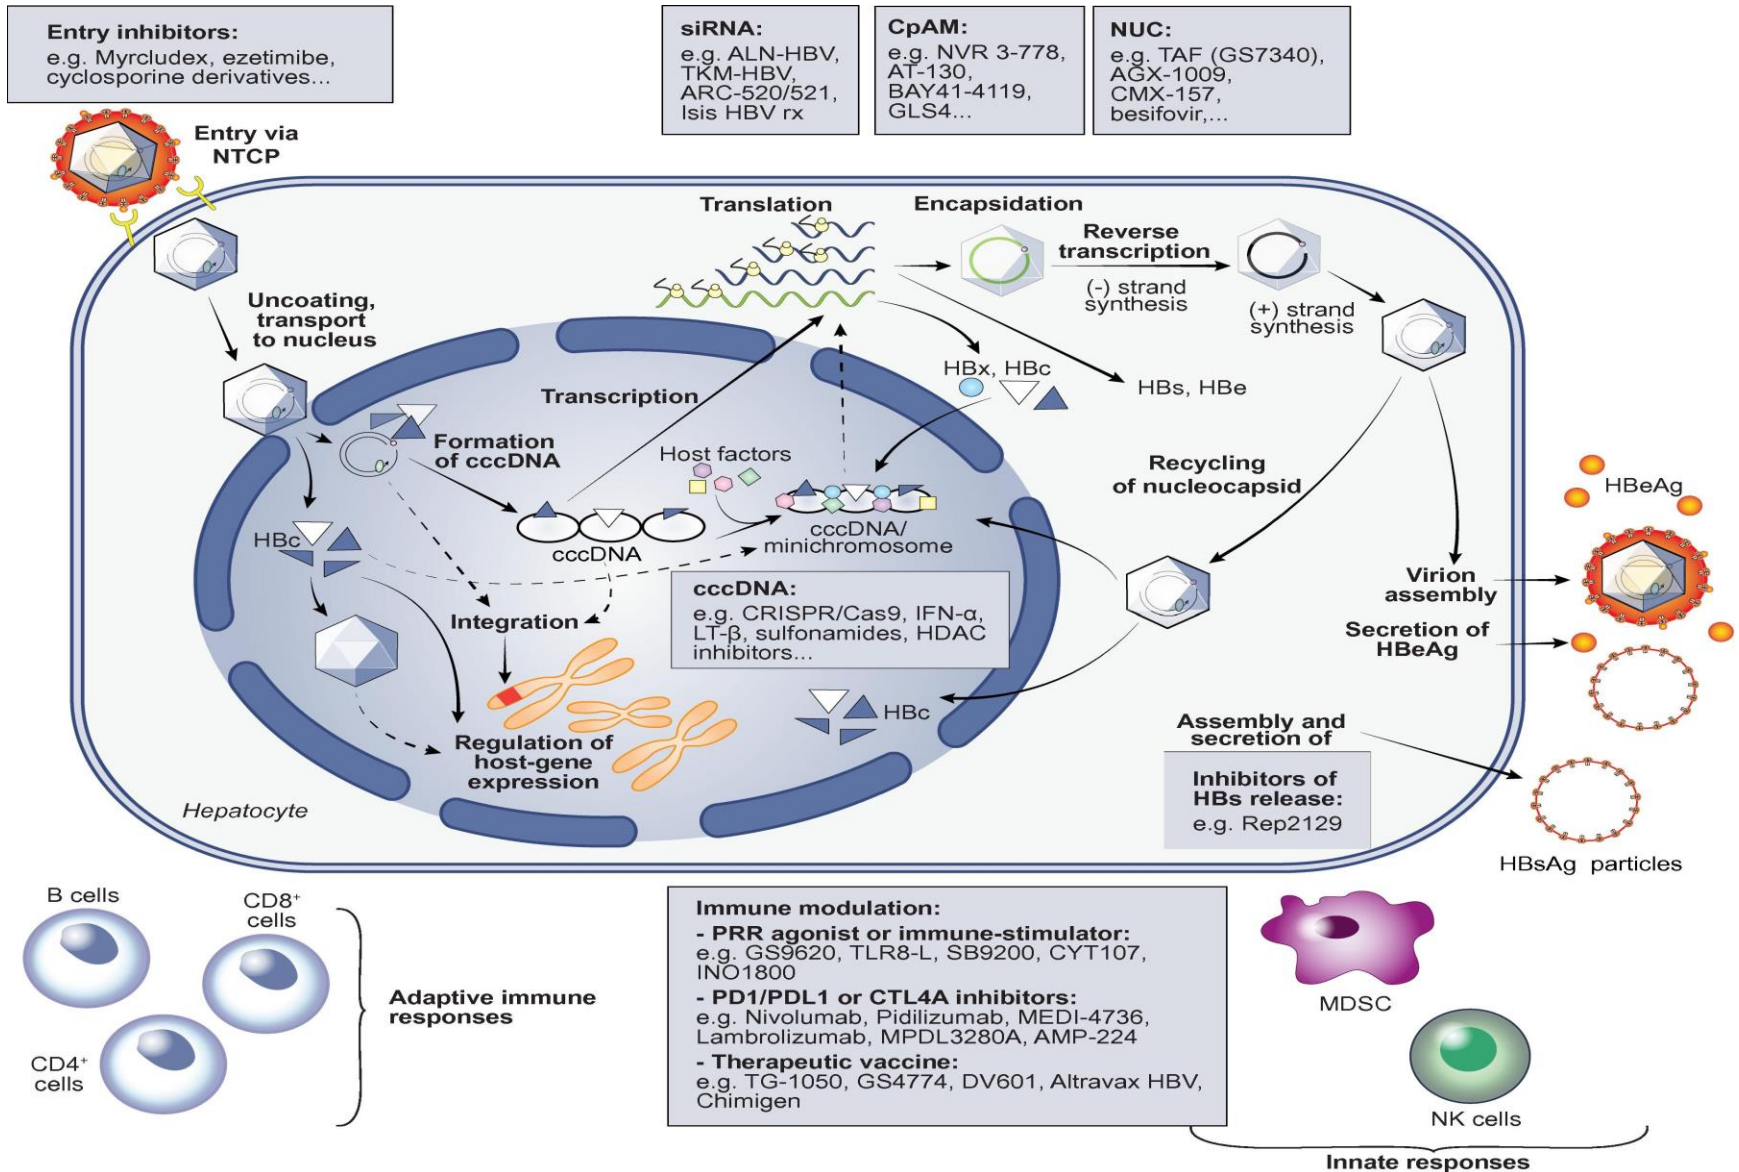 Entry inhibitors:
e.g. Myrcludex, ezetimibe,
cyclosporine derivatives...
siRNA:
e.g. ALN-HBV,
TKM-HBV,
ARC-520/521,
Isis HBV rx
CpAM:
e.g. NVR 3-778,
AT-130,
BAY41-4119,
GLS4...
NUC:
e.g. TAF (GS7340),
AGX-1009,
CMX-157,
besifovir,...
Entry via
NTCP
Translation
Encapsidation
Reverse
transcription
(-) strand
synthesis
(+) strand
synthesis
Uncoating,
transport
to nucleus
HBx, HBc
HBs, HBe
Transcription
Formation
of cccDNA
Host factors
Recycling
of nucleocapsid
HBeAg
HBc
cccDNA
cccDNA/
minichromosome
cccDNA:
e.g. CRISPR/Cas9, IFN-α,
LT-β, sulfonamides, HDAC
inhibitors...
Integration
Virion
assembly
Secretion of
HBeAg
HBc
Regulation of
host-gene
expression
Assembly and
secretion of
Inhibitors of
HBs release:
e.g. Rep2129
Hepatocyte
HBsAg particles
B cells
CD8+
cells
CD4+
cells
Adaptive immune
responses
Immune modulation:
- PRR agonist or immune-stimulator:
e.g. GS9620, TLR8-L, SB9200, CYT107,
INO1800
- PD1/PDL1 or CTL4A inhibitors:
e.g. Nivolumab, Pidilizumab, MEDI-4736,
Lambrolizumab, MPDL3280A, AMP-224
- Therapeutic vaccine:
e.g. TG-1050, GS4774, DV601, Altravax HBV,
Chimigen
MDSC
NK cells
Innate responses